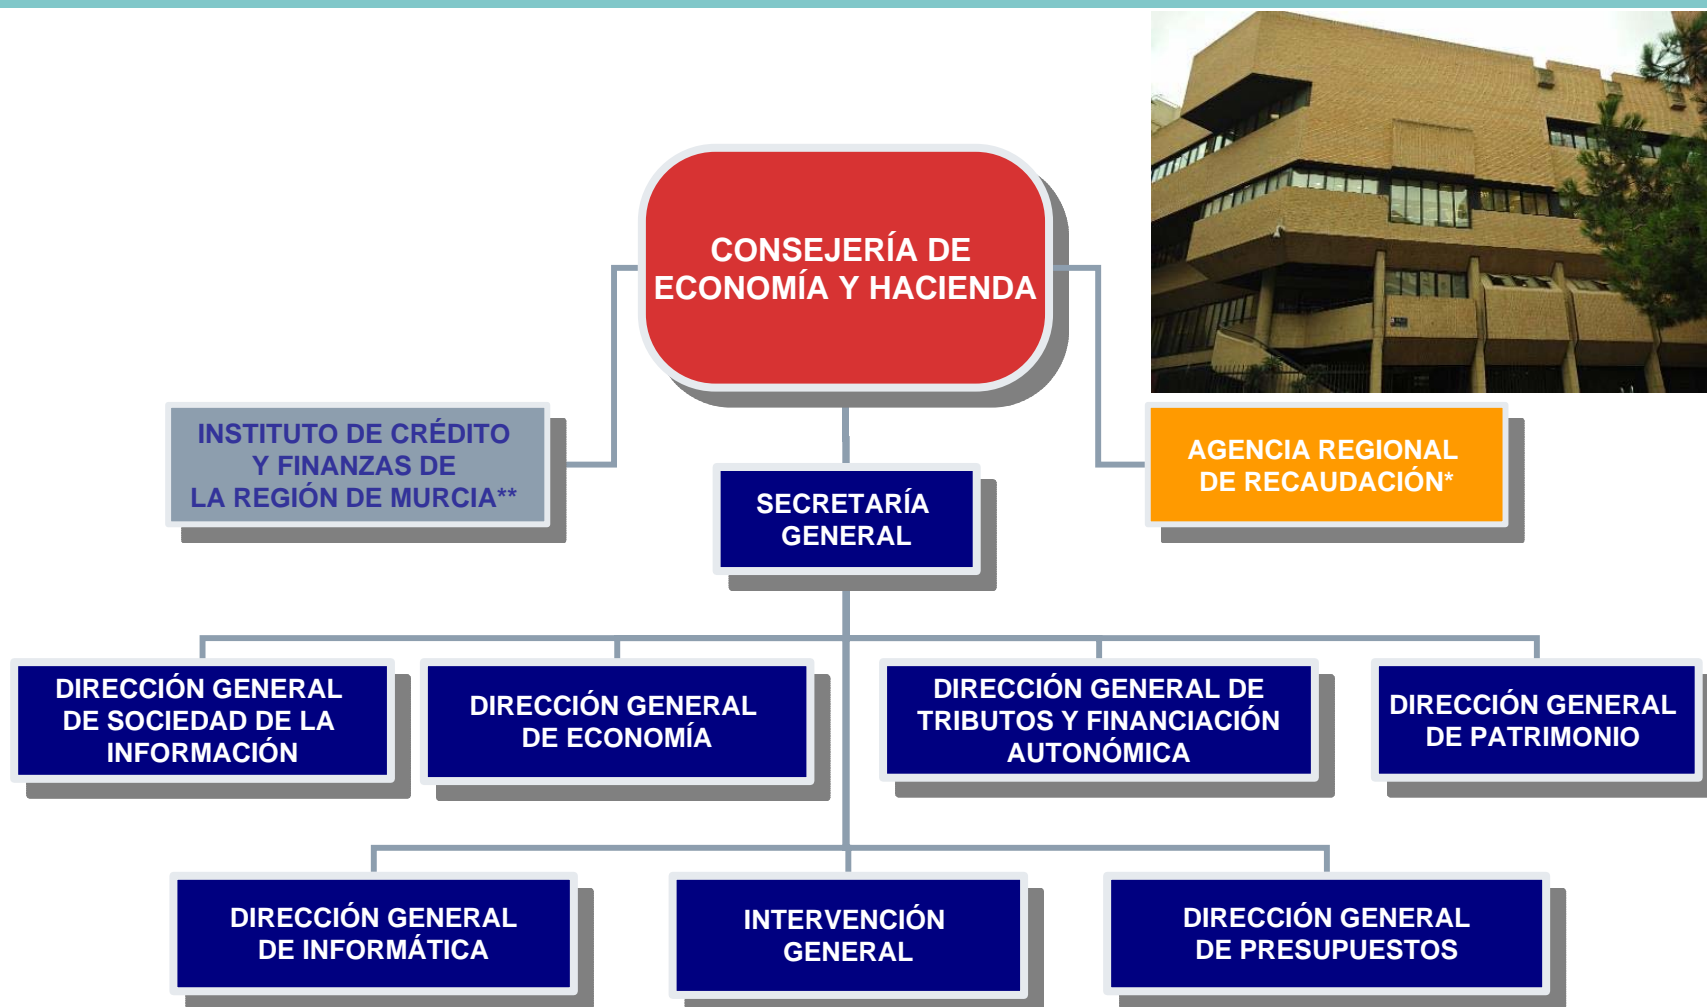 CONSEJERÍA DE
ECONOMÍA Y HACIENDA
INSTITUTO DE CRÉDITO
Y FINANZAS DE
LA REGIÓN DE MURCIA**
AGENCIA REGIONAL
DE RECAUDACIÓN*
SECRETARÍA
GENERAL
DIRECCIÓN GENERAL
DE SOCIEDAD DE LA
INFORMACIÓN
DIRECCIÓN GENERAL
DE ECONOMÍA
DIRECCIÓN GENERAL DE
TRIBUTOS Y FINANCIACIÓN
AUTONÓMICA
DIRECCIÓN GENERAL
DE PATRIMONIO
DIRECCIÓN GENERAL
DE INFORMÁTICA
INTERVENCIÓN
GENERAL
DIRECCIÓN GENERAL
DE PRESUPUESTOS